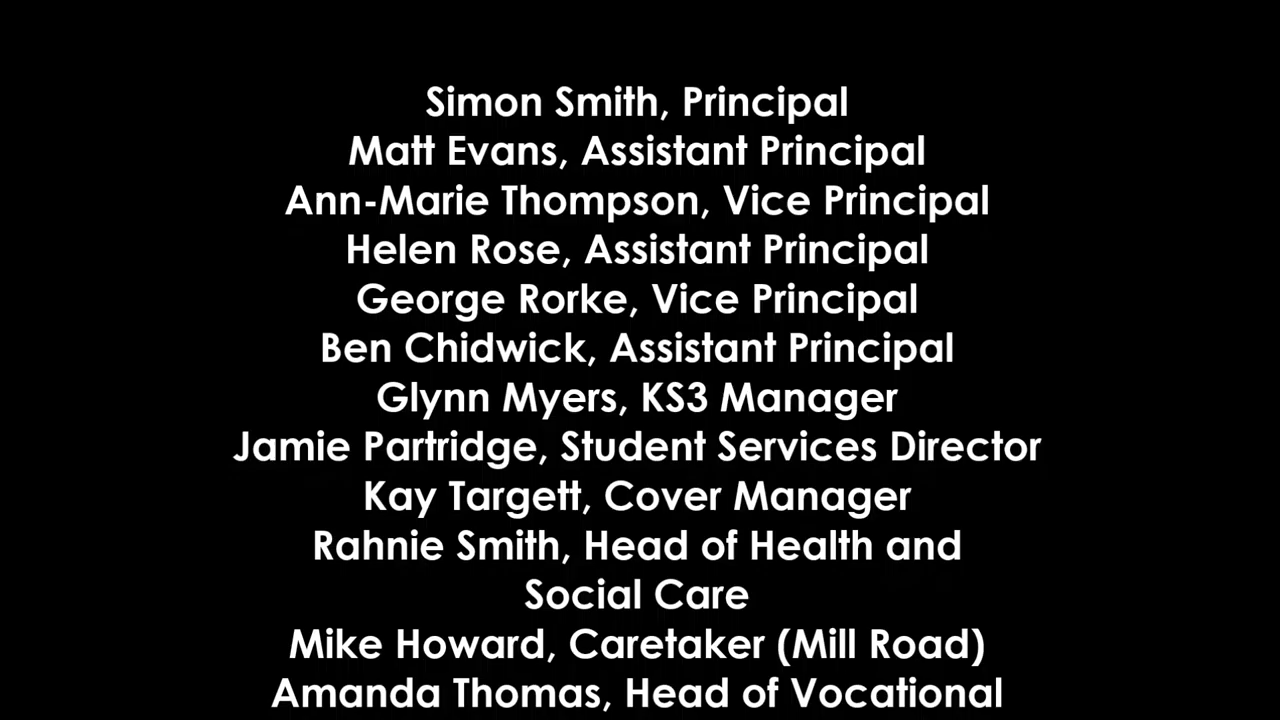 Simon Smith, Principal
Matt Evans, Assistant Principal
Ann-Marie Thompson, Vice Principal
Helen Rose, Assistant Principal
George Rorke, Vice Principal
Ben Chidwick, Assistant Principal
Glynn Myers, KS3 Manager
Jamie Partridge, Student Services Director
Kay Targett, Cover Manager
Rahnie Smith, Head of Health and
Social Care
Mike Howard, Caretaker (Mill Road)
Amanda Thomas, Head of Vocational